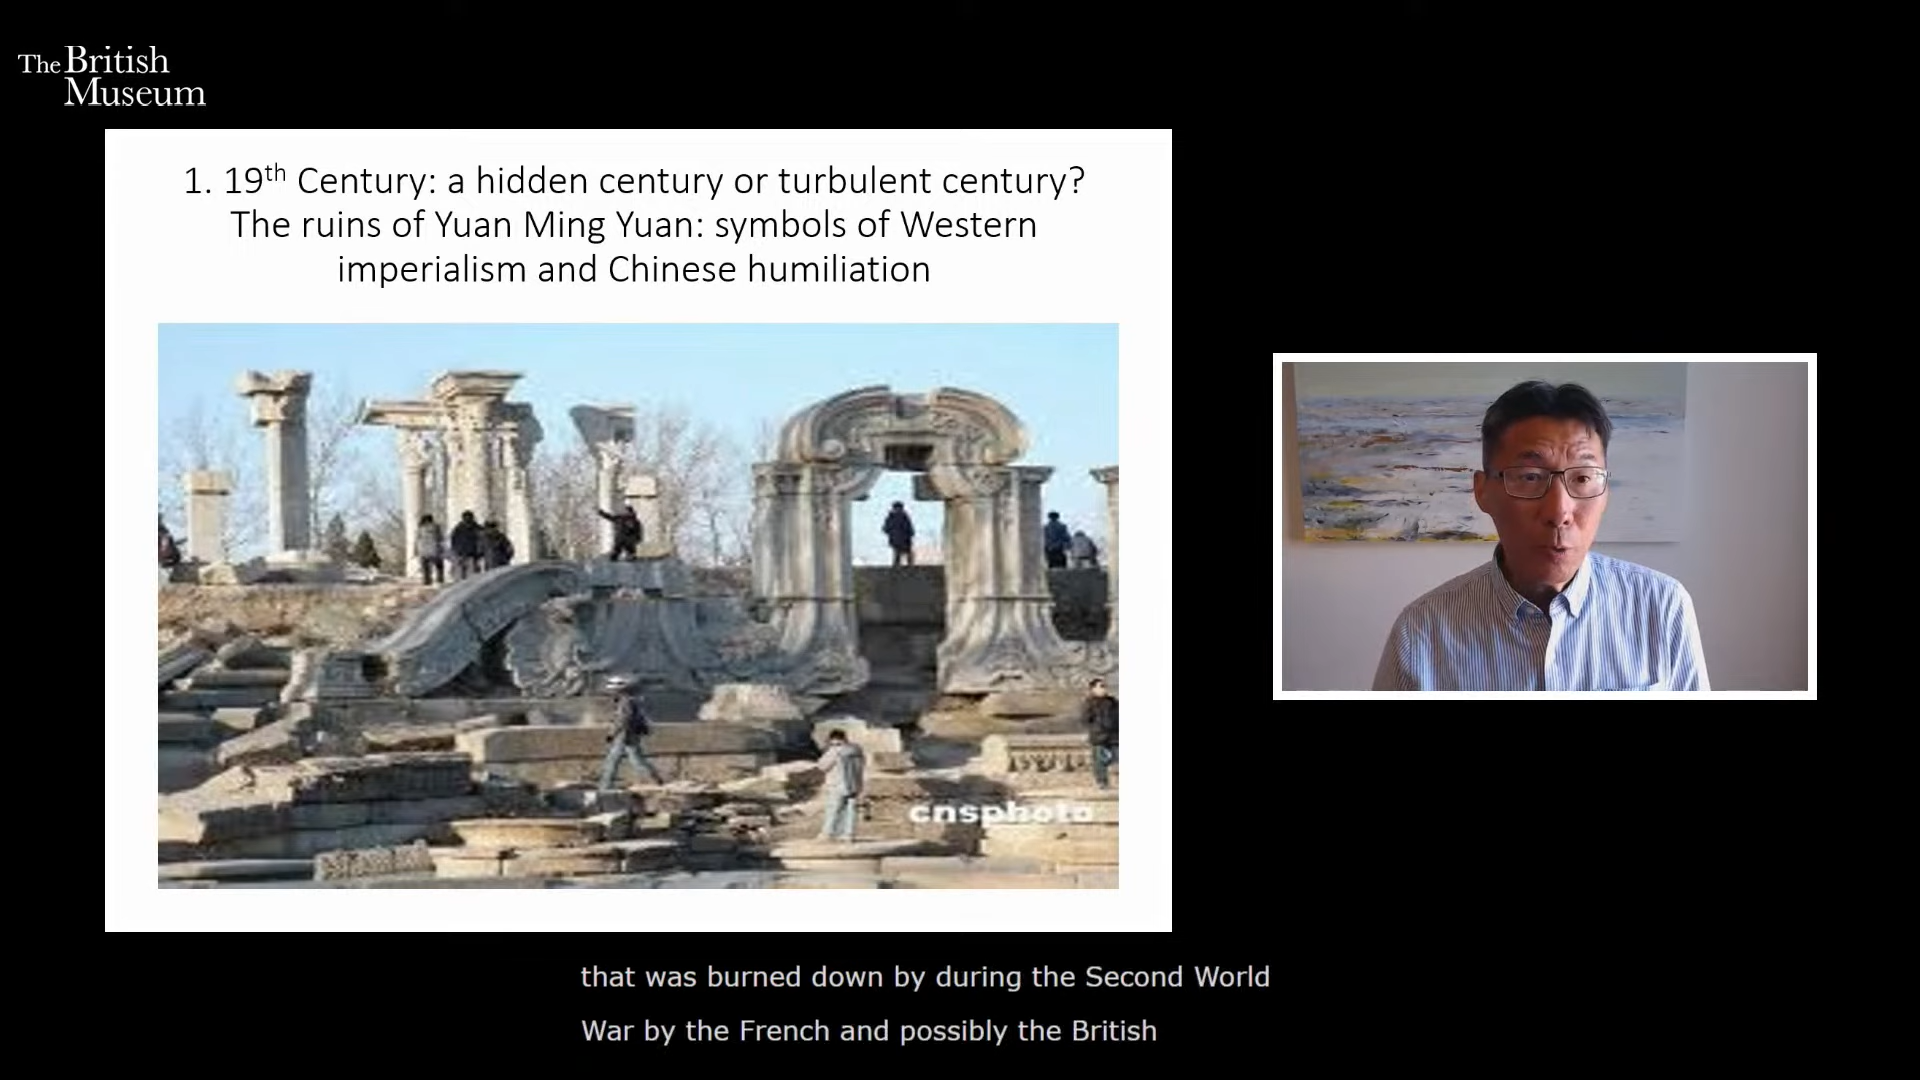 The British
Museum
1. 19th Century: a hidden century or turbulent century?
The ruins of Yuan Ming Yuan: symbols of Western
imperialism and Chinese humiliation
cnsphoto
that was burned down by during the Second World
War by the French and possibly the British